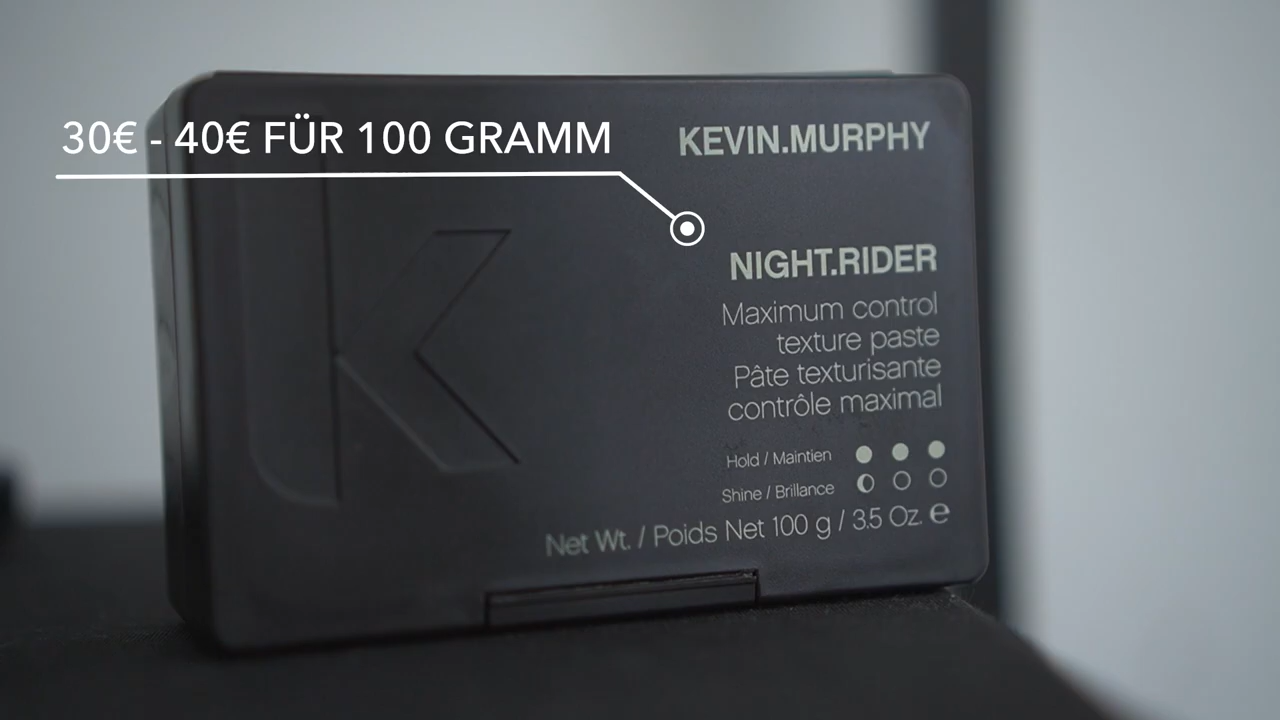 30€ - 40€ FÜR 100 GRAMM
KEVIN.MURPHY
NIGHT.RIDER
Maximum control
texture paste
Pâte texturisante
contrôle maximal
Hold / Maintien
Shine / Brillance
Net Wt. / Poids Net 100 g / 3.5 Oz. ℮